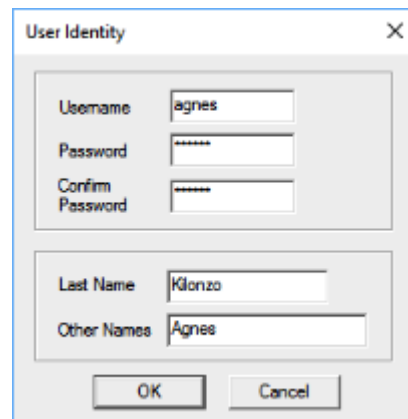 User Identity
Username agnes
Password ******
Confirm Password ******
Last Name Kilonzo
Other Names Agnes
OK Cancel